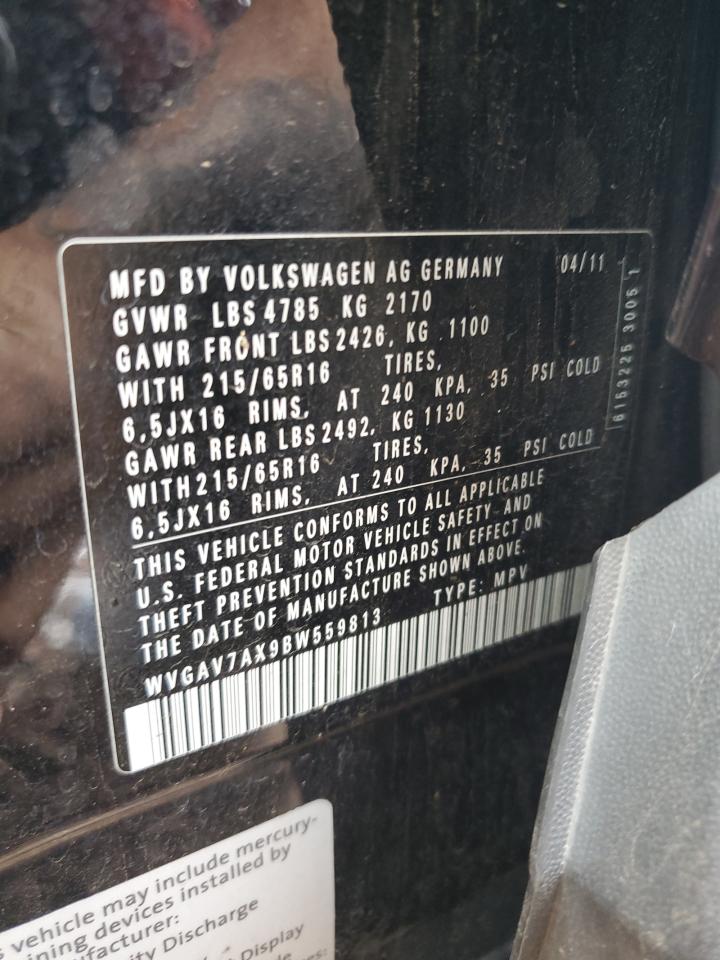 MFD BY VOLKSWAGEN AG GERMANY 04/11
GVWR LBS 4785 KG 2170
GAWR FRONT LBS 2426, KG 1100
WITH 215/65R16 TIRES,
6,5JX16 RIMS, AT 240 KPA, 35 PSI COLD
GAWR REAR LBS 2492, KG 1130
WITH 215/65R16 TIRES,
6,5JX16 RIMS, AT 240 KPA, 35 PSI COLD
THIS VEHICLE CONFORMS TO ALL APPLICABLE
U.S. FEDERAL MOTOR VEHICLE SAFETY AND
THEFT PREVENTION STANDARDS IN EFFECT ON
THE DATE OF MANUFACTURE SHOWN ABOVE.
WVGAV7AX9BW559813 TYPE: MPV
6153225 3005 1
vehicle may include mercury-
ining devices installed by
ufacturer:
ity Discharge
Display